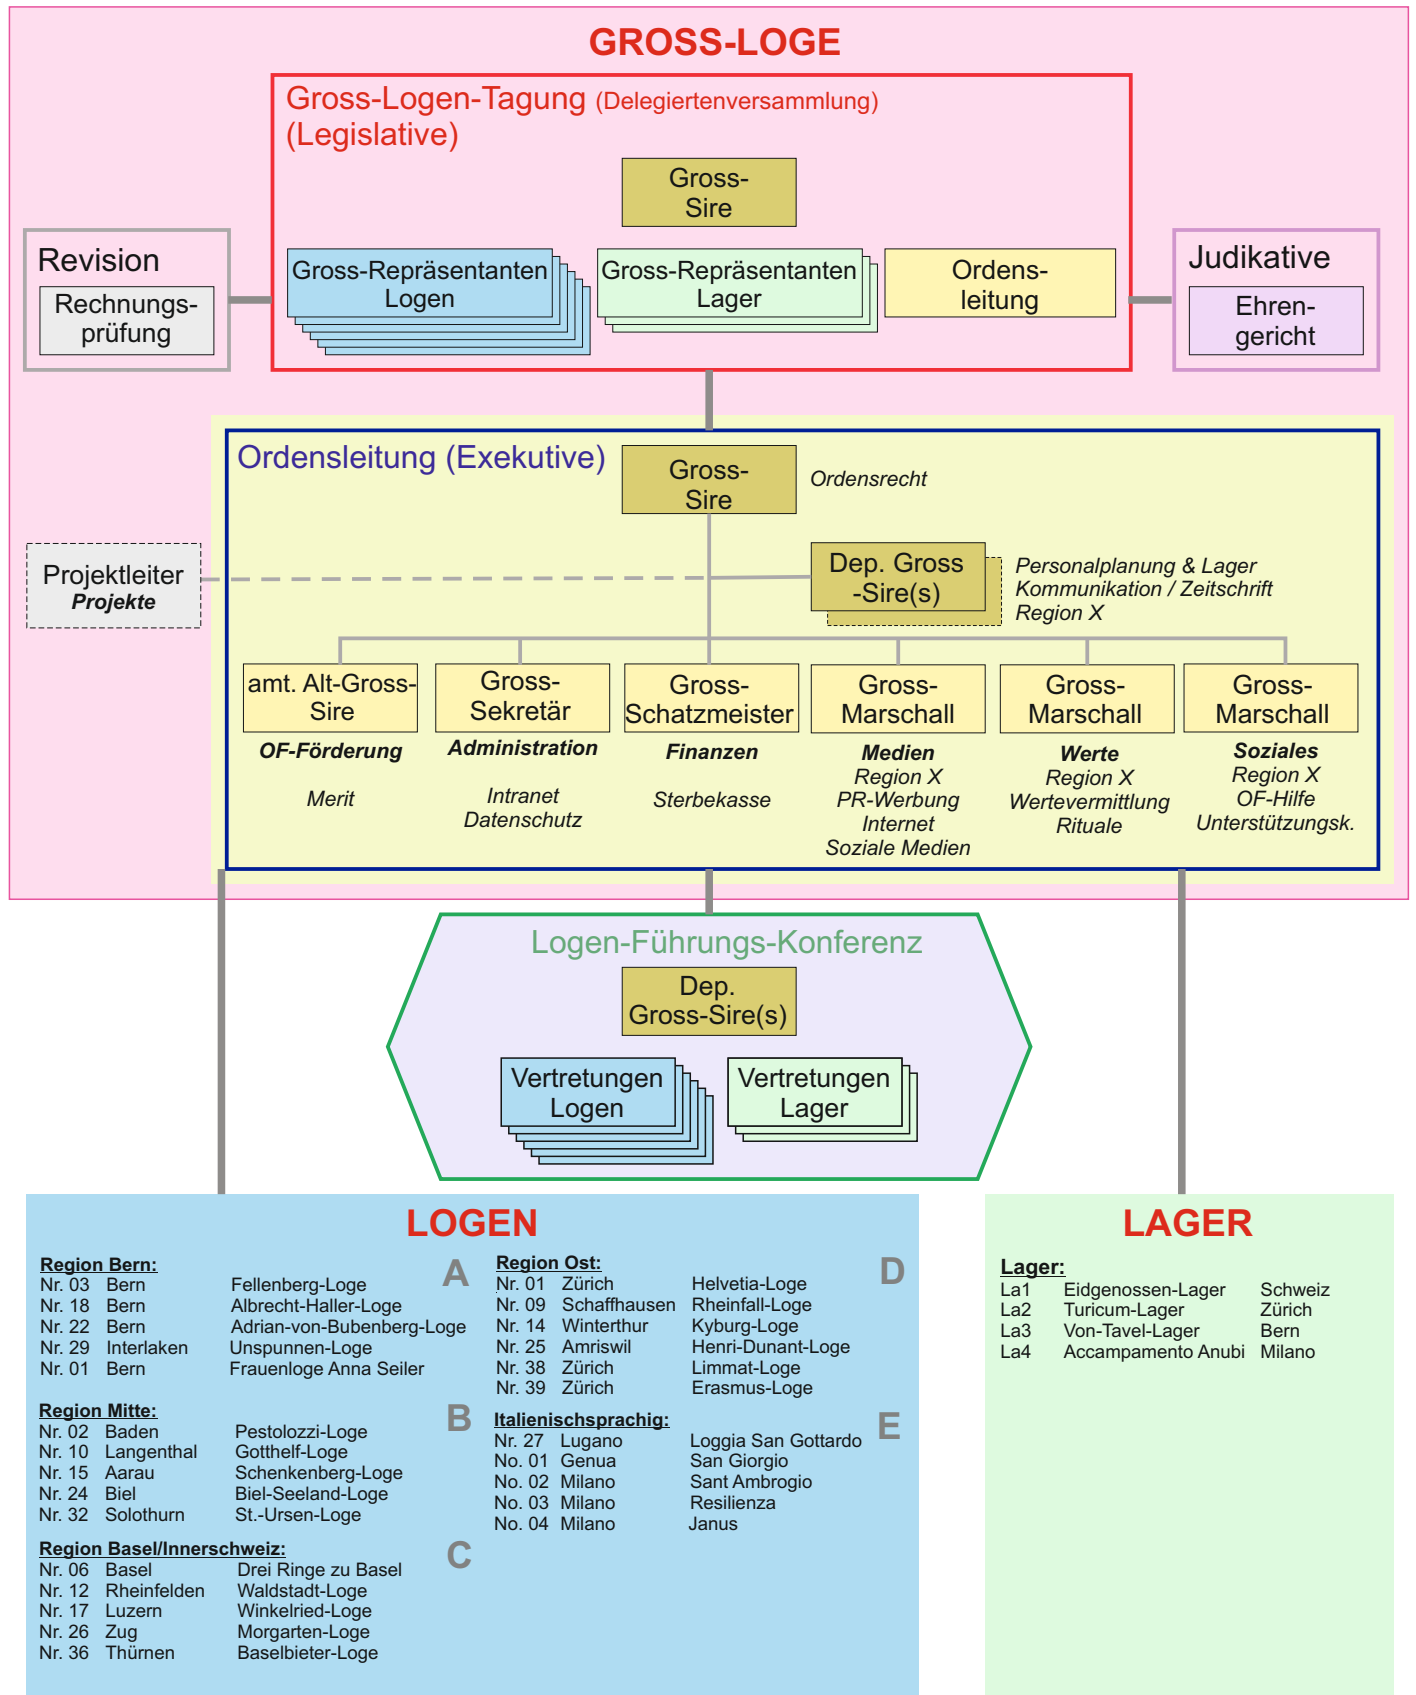 GROSS-LOGE
Gross-Logen-Tagung (Delegiertenversammlung)
(Legislative)
Gross-
Sire
Gross-Repräsentanten
Logen
Gross-Repräsentanten
Lager
Ordens-
leitung
Revision
Rechnungs-
prüfung
Judikative
Ehren-
gericht
Ordensleitung (Exekutive)
Gross-
Sire
Ordensrecht
Projektleiter
Projekte
Dep. Gross
-Sire(s)
Personalplanung & Lager
Kommunikation / Zeitschrift
Region X
amt. Alt-Gross-
Sire
OF-Förderung
Merit
Gross-
Sekretär
Administration
Intranet
Datenschutz
Gross-
Schatzmeister
Finanzen
Sterbekasse
Gross-
Marschall
Medien
Region X
PR-Werbung
Internet
Soziale Medien
Gross-
Marschall
Werte
Region X
Wertevermittlung
Rituale
Gross-
Marschall
Soziales
Region X
OF-Hilfe
Unterstützungsk.
Logen-Führungs-Konferenz
Dep.
Gross-Sire(s)
Vertretungen
Logen
Vertretungen
Lager
LOGEN
Region Bern: A
Nr. 03 Bern Fellenberg-Loge
Nr. 18 Bern Albrecht-Haller-Loge
Nr. 22 Bern Adrian-von-Bubenberg-Loge
Nr. 29 Interlaken Unspunnen-Loge
Nr. 01 Bern Frauenloge Anna Seiler
Region Mitte: B
Nr. 02 Baden Pestolozzi-Loge
Nr. 10 Langenthal Gotthelf-Loge
Nr. 15 Aarau Schenkenberg-Loge
Nr. 24 Biel Biel-Seeland-Loge
Nr. 32 Solothurn St.-Ursen-Loge
Region Basel/Innerschweiz: C
Nr. 06 Basel Drei Ringe zu Basel
Nr. 12 Rheinfelden Waldstadt-Loge
Nr. 17 Luzern Winkelried-Loge
Nr. 26 Zug Morgarten-Loge
Nr. 36 Thürnen Baselbieter-Loge
Region Ost: D
Nr. 01 Zürich Helvetia-Loge
Nr. 09 Schaffhausen Rheinfall-Loge
Nr. 14 Winterthur Kyburg-Loge
Nr. 25 Amriswil Henri-Dunant-Loge
Nr. 38 Zürich Limmat-Loge
Nr. 39 Zürich Erasmus-Loge
Italienischsprachig: E
Nr. 27 Lugano Loggia San Gottardo
No. 01 Genua San Giorgio
No. 02 Milano Sant Ambrogio
No. 03 Milano Resilienza
No. 04 Milano Janus
LAGER
Lager:
La1 Eidgenossen-Lager Schweiz
La2 Turicum-Lager Zürich
La3 Von-Tavel-Lager Bern
La4 Accampamento Anubi Milano